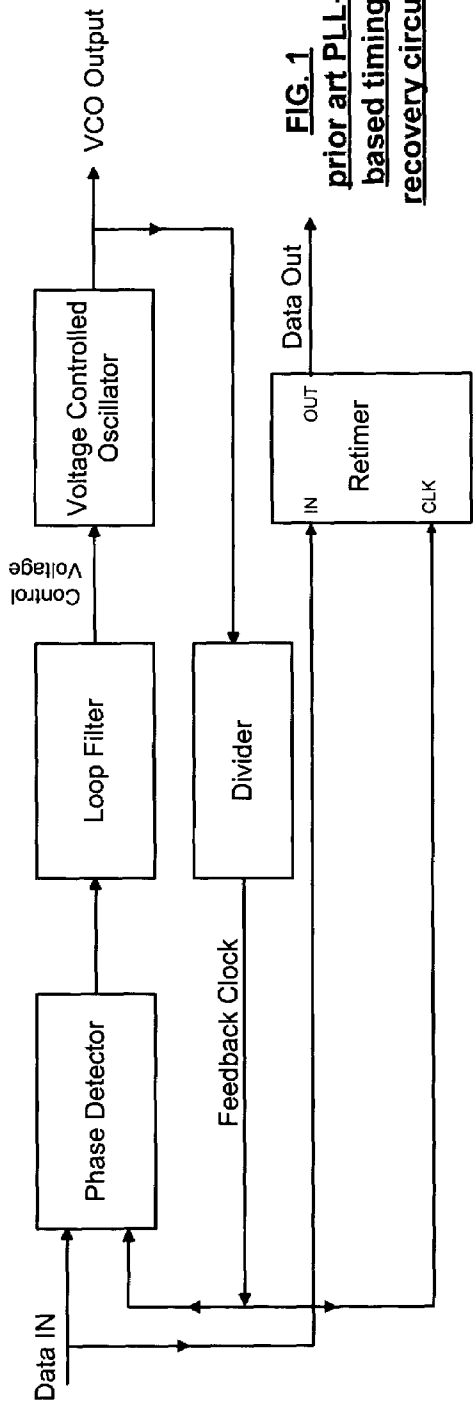 Data IN
Phase Detector
Loop Filter
Control
Voltage
Voltage Controlled
Oscillator
VCO Output
Feedback Clock
Divider
IN
OUT
Retimer
CLK
Data Out
FIG. 1
prior art PLL-
based timing
recovery circu